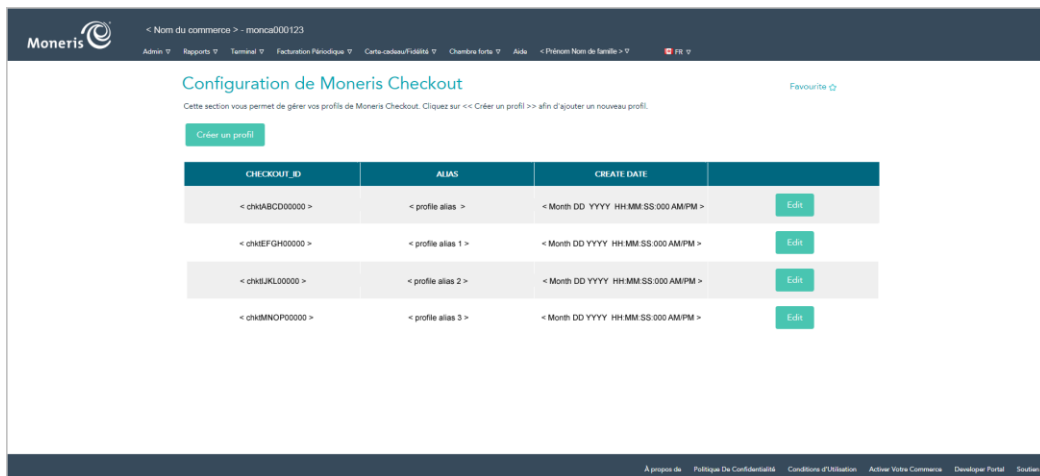 Moneris
< Nom du commerce > - monca000123
Admin ▽ Rapports ▽ Terminal ▽ Facturation Périodique ▽ Carte-cadeau/Fidélité ▽ Chambre forte ▽ Aide < Prénom Nom de famille > ▽ FR ▽
Configuration de Moneris Checkout
Favourite ☆
Cette section vous permet de gérer vos profils de Moneris Checkout. Cliquez sur << Créer un profil >> afin d'ajouter un nouveau profil.
Créer un profil
CHECKOUT_ID ALIAS CREATE DATE
< chktABCD00000 > < profile alias > < Month DD YYYY HH:MM:SS:000 AM/PM > Edit
< chktEFGH00000 > < profile alias 1 > < Month DD YYYY HH:MM:SS:000 AM/PM > Edit
< chktIJKL00000 > < profile alias 2 > < Month DD YYYY HH:MM:SS:000 AM/PM > Edit
< chktMNOP00000 > < profile alias 3 > < Month DD YYYY HH:MM:SS:000 AM/PM > Edit
À propos de Politique De Confidentialité Conditions d'Utilisation Activer Votre Commerce Developer Portal Soutien